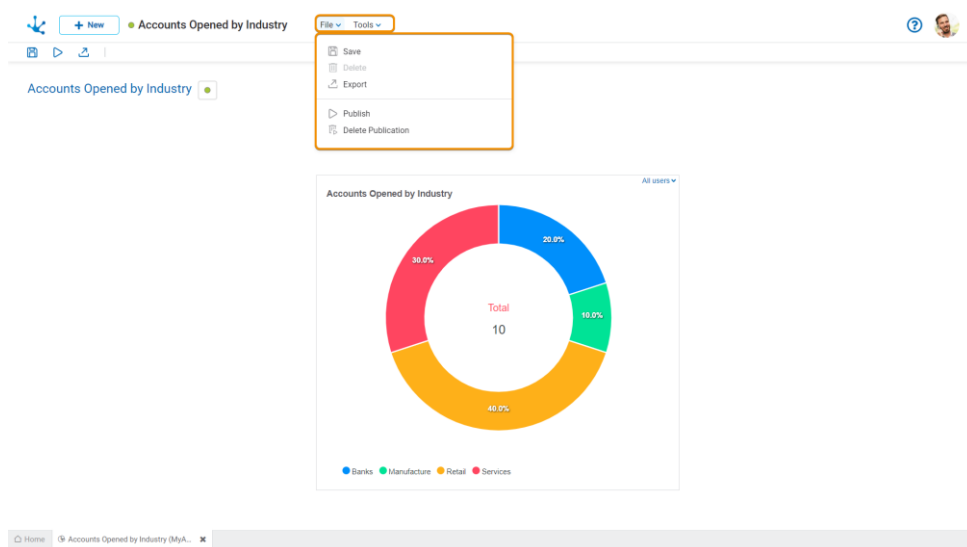 + New
Accounts Opened by Industry
File
Tools
?
Save
Delete
Export
Publish
Delete Publication
Accounts Opened by Industry
All users
Accounts Opened by Industry
20.0%
30.0%
Total
10
10.0%
40.0%
Banks Manufacture Retail Services
Home
Accounts Opened by Industry (MyA...